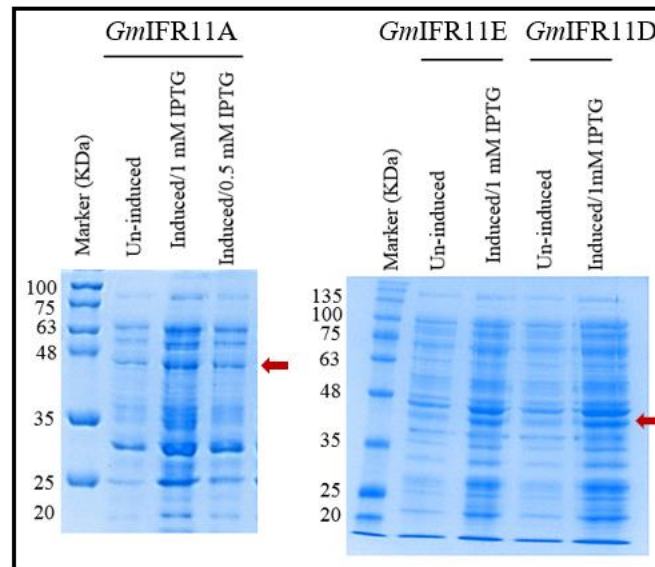 GmIFR11A
GmIFR11E
GmIFR11D
Marker (KDa)
Un-induced
Induced/1 mM IPTG
Induced/0.5 mM IPTG
Marker (KDa)
Un-induced
Induced/1 mM IPTG
Un-induced
Induced/1mM IPTG
100
75
63
48
35
25
20
135
100
75
63
48
35
25
20